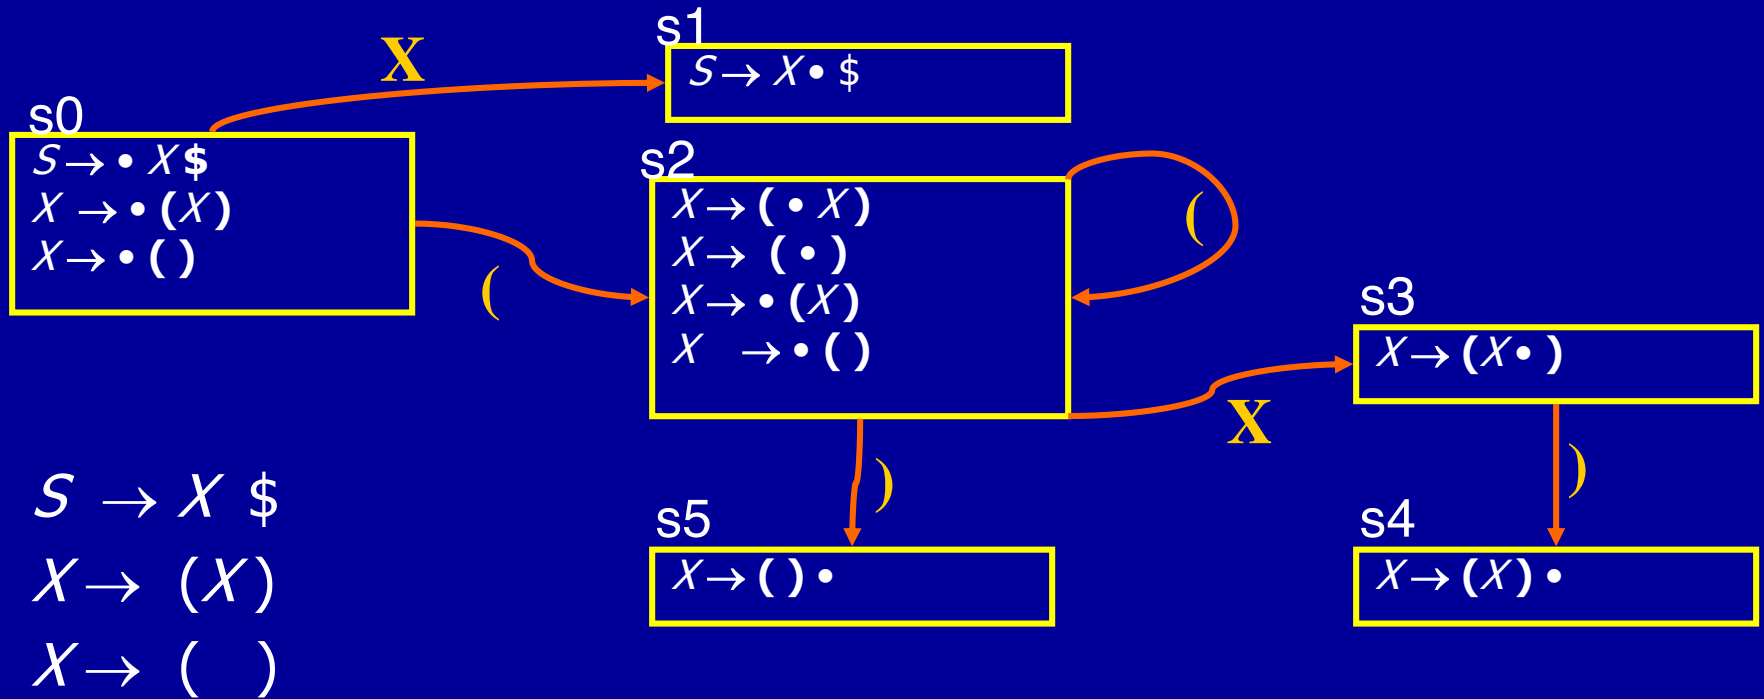 s0
S → • X $
X → • (X)
X → • ( )
X
s1
S → X • $
(
s2
X → ( • X )
X → ( • )
X → • (X)
X → • ( )
(
X
s3
X → (X • )
)
s4
X → (X) •
)
s5
X → ( ) •
S → X $
X → (X)
X → ( )